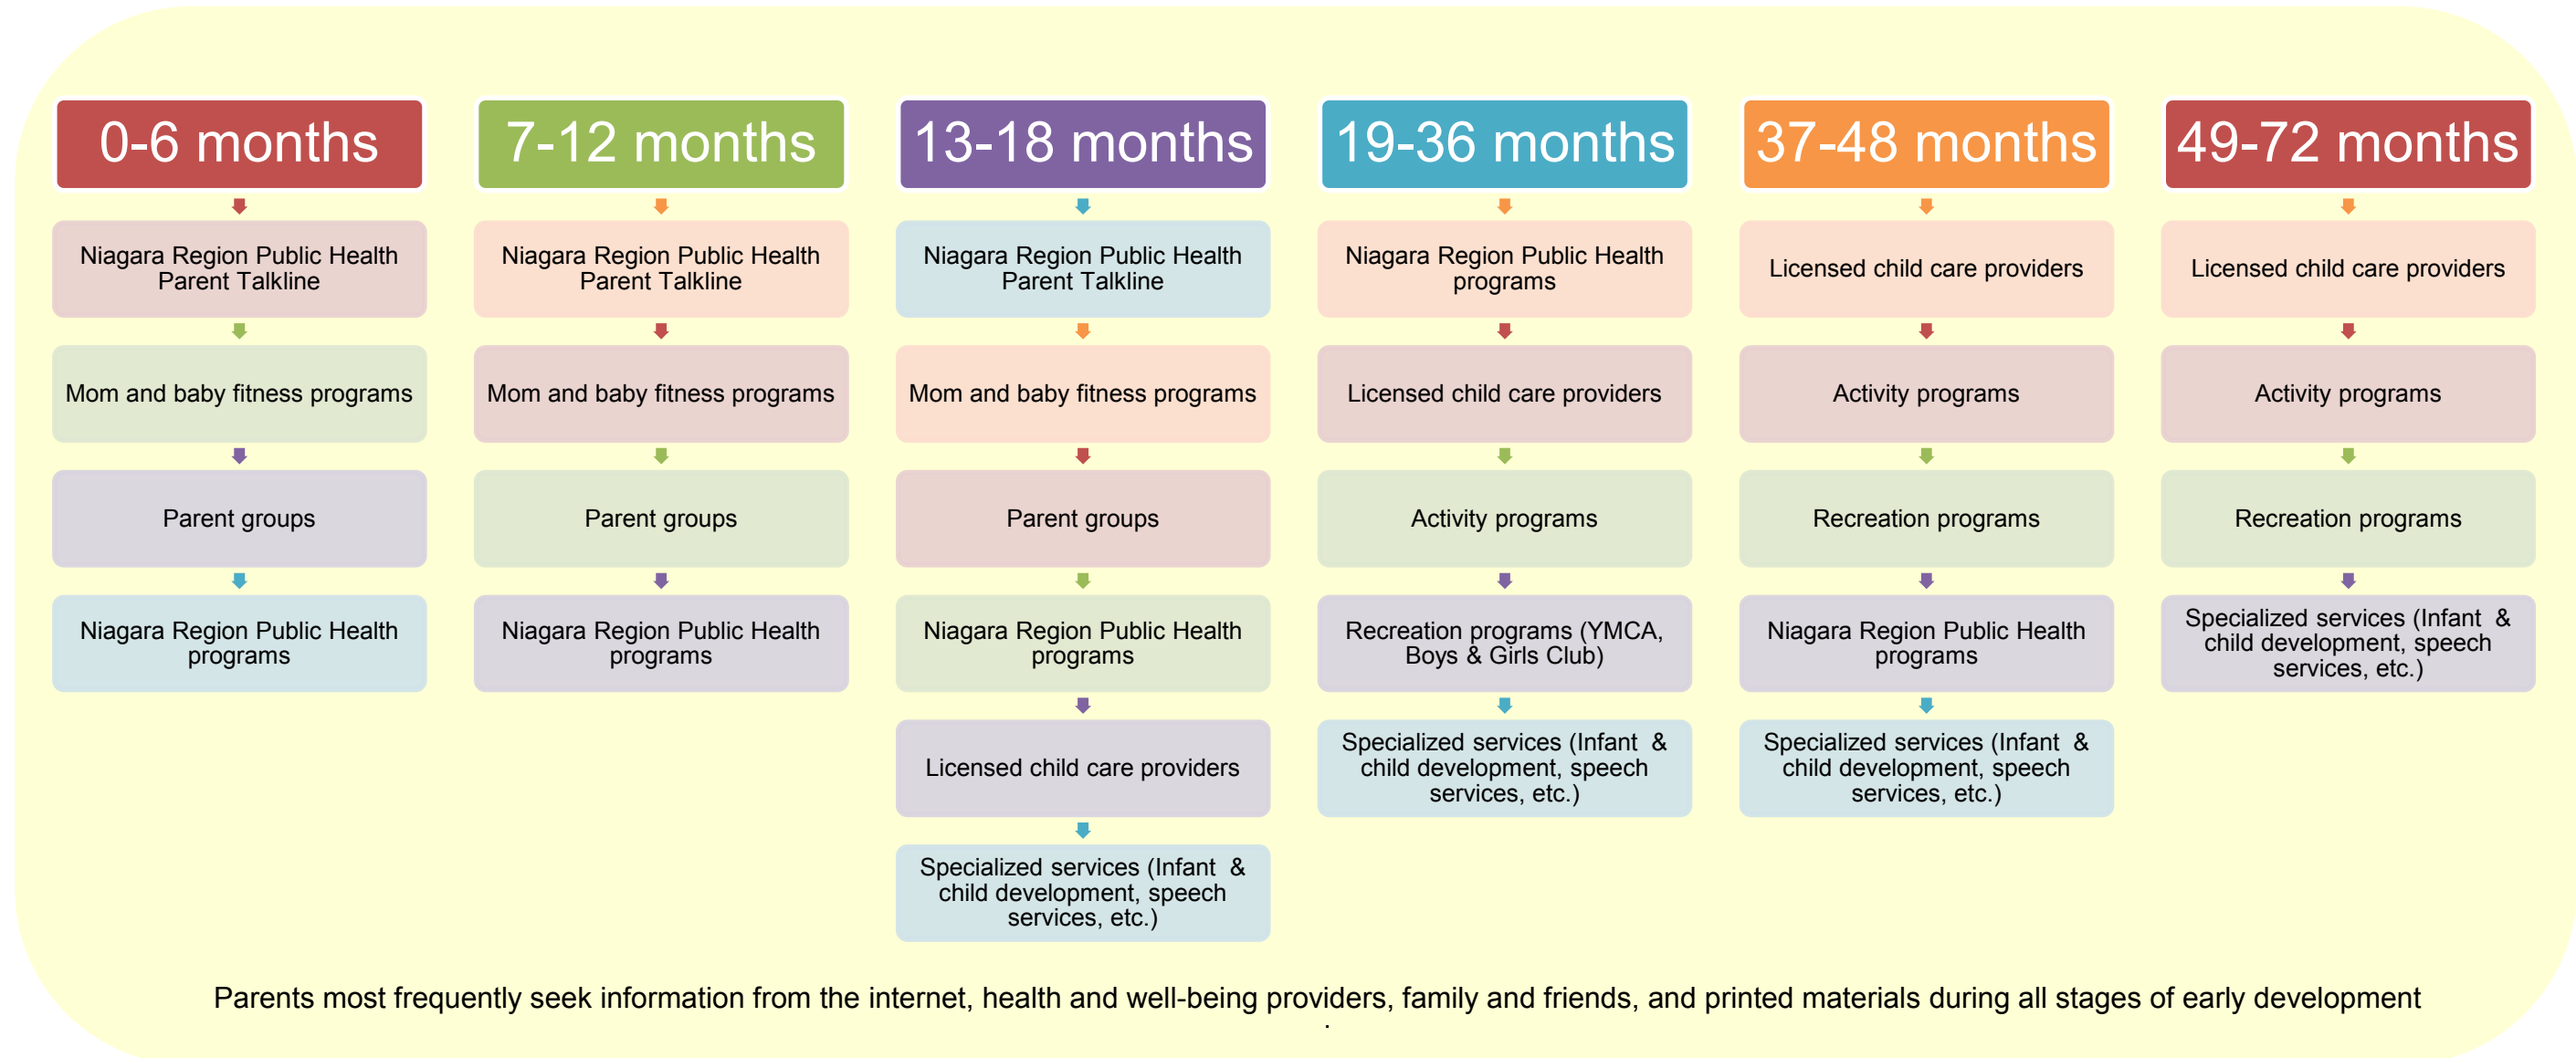 0-6 months
Niagara Region Public Health
Parent Talkline
Mom and baby fitness programs
Parent groups
Niagara Region Public Health
programs
7-12 months
Niagara Region Public Health
Parent Talkline
Mom and baby fitness programs
Parent groups
Niagara Region Public Health
programs
13-18 months
Niagara Region Public Health
Parent Talkline
Mom and baby fitness programs
Parent groups
Niagara Region Public Health
programs
Licensed child care providers
Specialized services (Infant &
child development, speech
services, etc.)
19-36 months
Niagara Region Public Health
programs
Licensed child care providers
Activity programs
Recreation programs (YMCA,
Boys & Girls Club)
Specialized services (Infant &
child development, speech
services, etc.)
37-48 months
Licensed child care providers
Activity programs
Recreation programs
Niagara Region Public Health
programs
Specialized services (Infant &
child development, speech
services, etc.)
49-72 months
Licensed child care providers
Activity programs
Recreation programs
Specialized services (Infant &
child development, speech
services, etc.)
Parents most frequently seek information from the internet, health and well-being providers, family and friends, and printed materials during all stages of early development
.